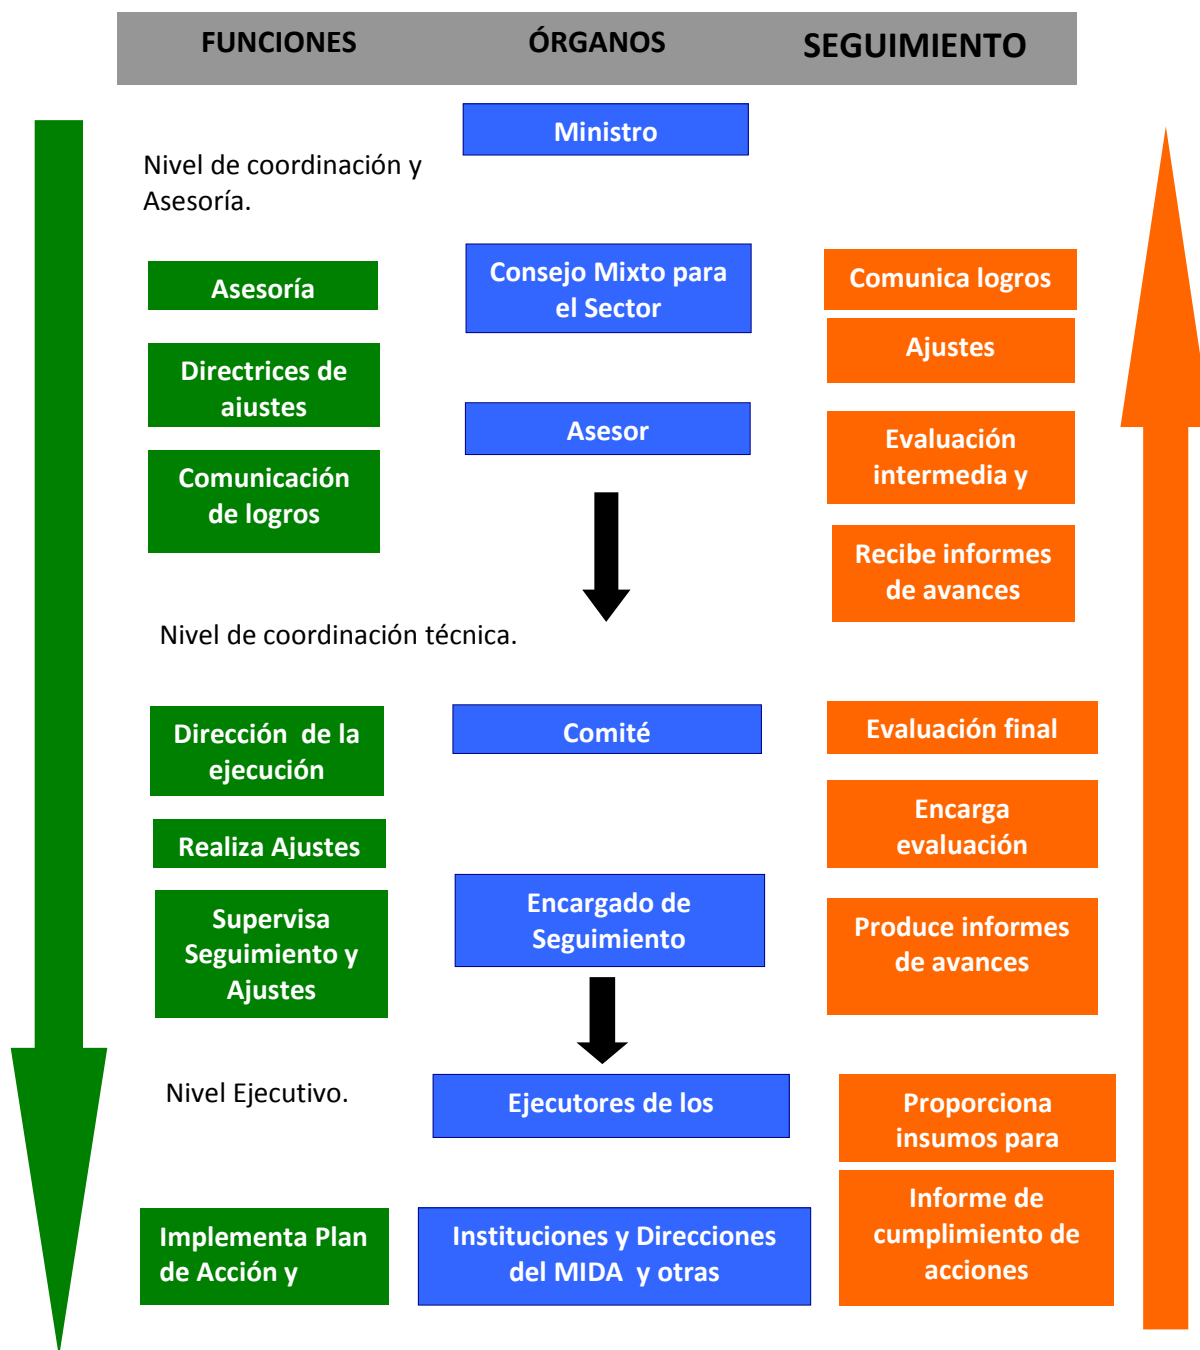 FUNCIONES ÓRGANOS SEGUIMIENTO
Ministro
Nivel de coordinación y
Asesoría.
Asesoría
Consejo Mixto para
el Sector
Comunica logros
Directrices de
ajustes
Ajustes
Asesor
Comunicación
de logros
Evaluación
intermedia y
Recibe informes
de avances
Nivel de coordinación técnica.
Dirección de la
ejecución
Comité
Evaluación final
Realiza Ajustes
Encarga
evaluación
Supervisa
Seguimiento y
Ajustes
Encargado de
Seguimiento
Produce informes
de avances
Nivel Ejecutivo.
Ejecutores de los
Proporciona
insumos para
Implementa Plan
de Acción y
Instituciones y Direcciones
del MIDA y otras
Informe de
cumplimiento de
acciones